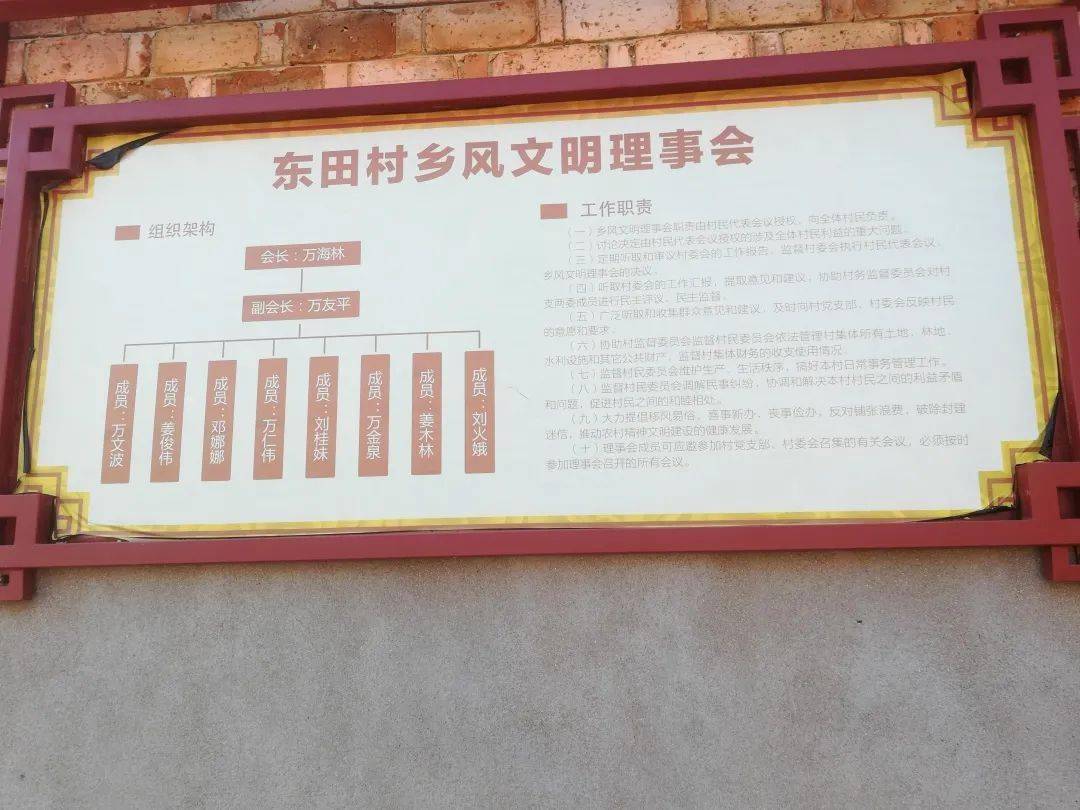 东田村乡风文明理事会
组织架构
会长：万海林
副会长：万友平
成员：万文波
成员：姜俊伟
成员：邓娜娜
成员：万仁伟
成员：刘桂妹
成员：万金泉
成员：姜木林
成员：刘火娥
工作职责
（一）乡风文明理事会职责由村民代表会议授权，向全体村民负责。
（二）讨论决定由村民代表会议授权的涉及全体村民利益的重大问题。
（三）定期听取和审议村委会的工作报告，监督村委会执行村民代表会议、
乡风文明理事会的决议。
（四）听取村委会的工作汇报，提取意见和建议，协助村务监督委员会对村
支两委成员进行民主评议、民主监督。
（五）广泛听取和收集群众意见和建议，及时向村党支部、村委会反映村民
的意愿和要求。
（六）协助村监督委员会监督村民委员会依法管理村集体所有土地、林地、
水利设施和其它公共财产，监督村集体财务的收支使用情况。
（七）监督村民委员会维护生产、生活秩序，搞好本村日常事务管理工作。
（八）监督村民委员会调解民事纠纷，协调和解决本村村民之间的利益矛盾
和问题，促进村民之间的和睦相处。
（九）大力提倡移风易俗，喜事新办、丧事俭办，反对铺张浪费，破除封建
迷信，推动农村精神文明建设的健康发展。
（十）理事会成员可应邀参加村党支部、村委会召集的有关会议，必须按时
参加理事会召开的所有会议。